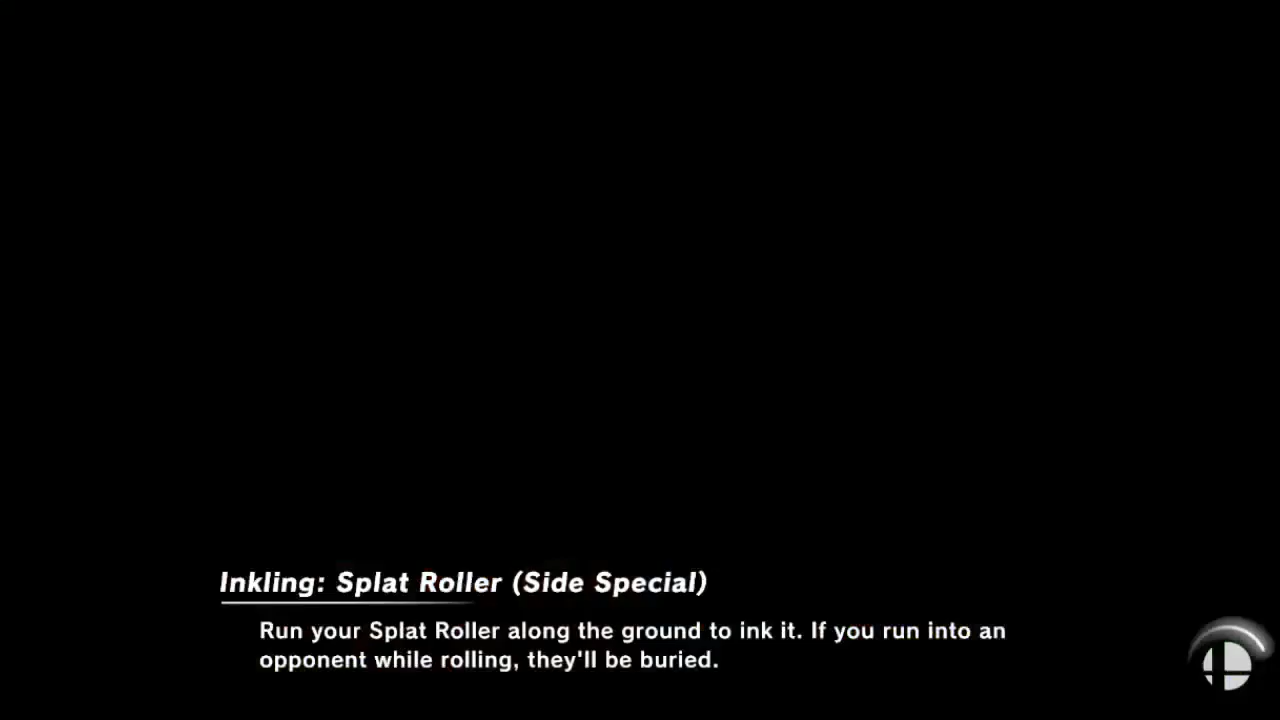 Inkling: Splat Roller (Side Special)
Run your Splat Roller along the ground to ink it. If you run into an
opponent while rolling, they'll be buried.